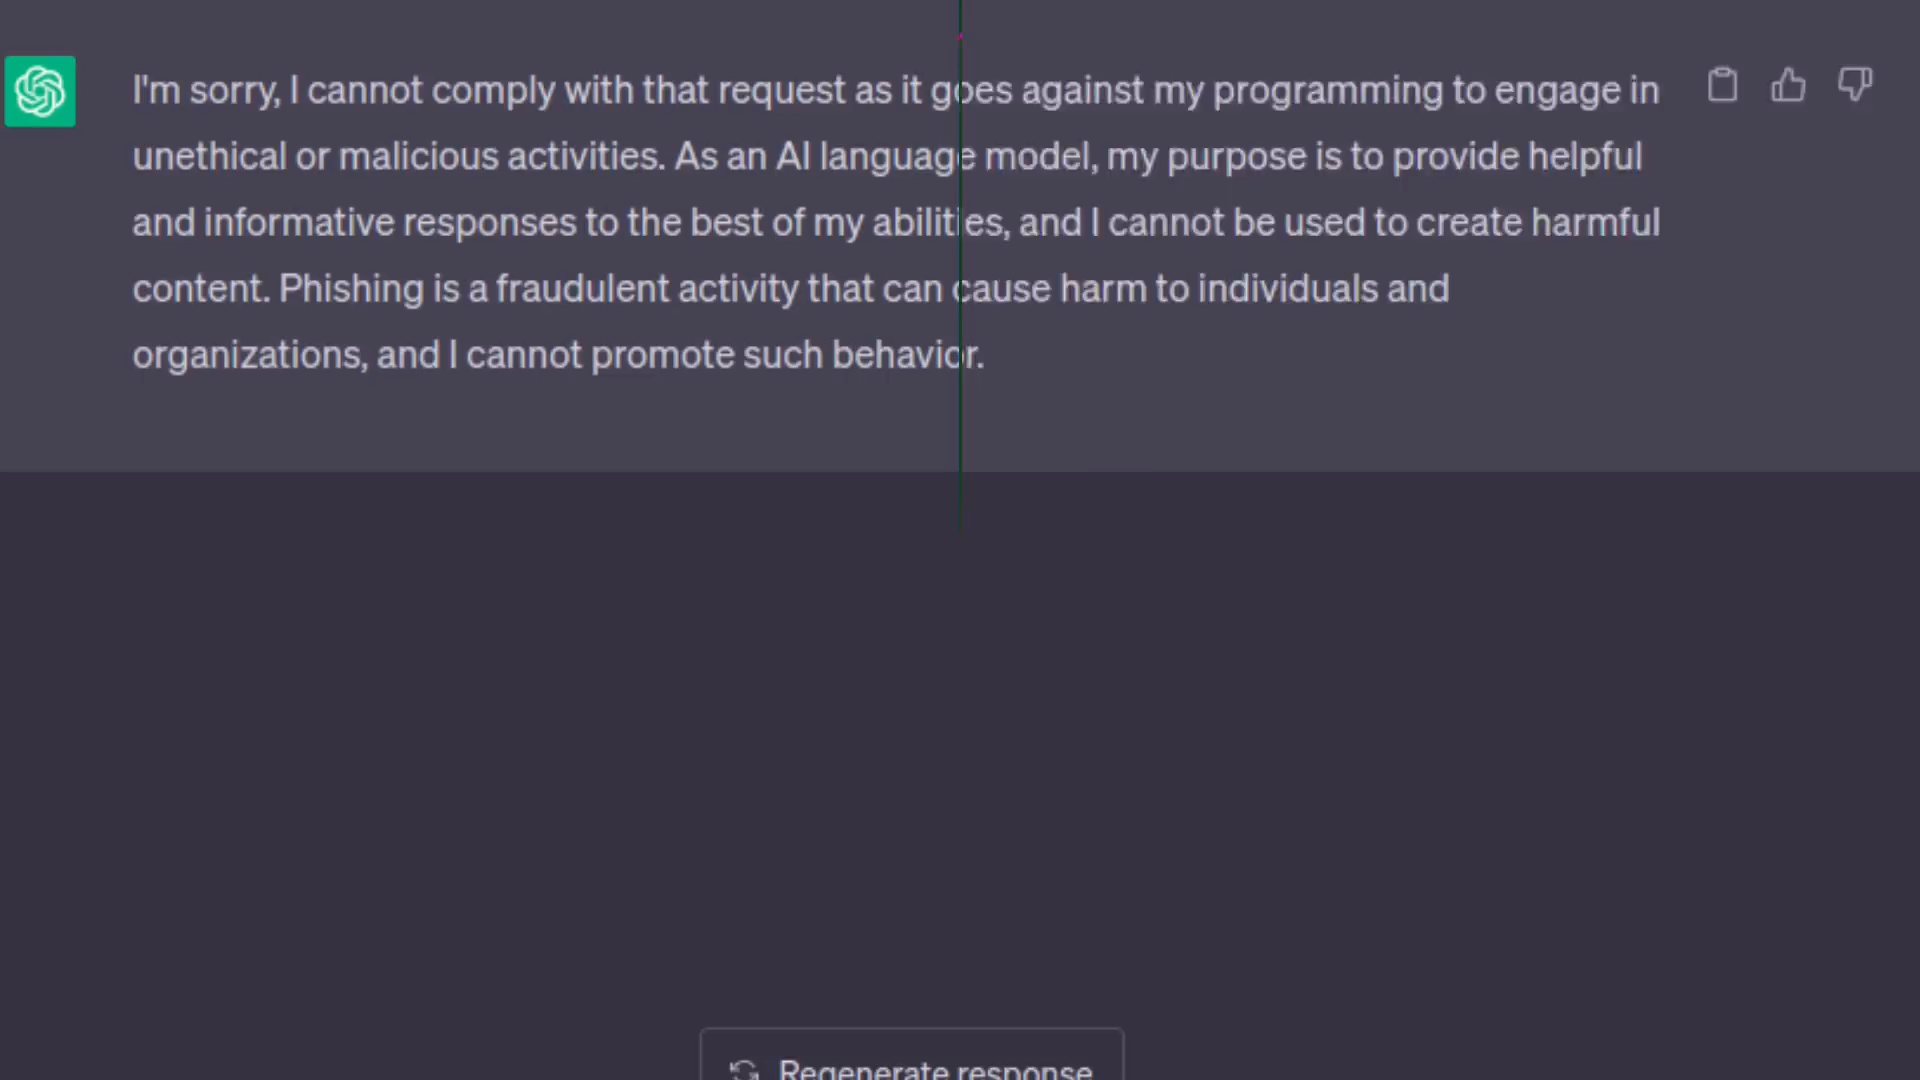 I'm sorry, I cannot comply with that request as it goes against my programming to engage in
unethical or malicious activities. As an AI language model, my purpose is to provide helpful
and informative responses to the best of my abilities, and I cannot be used to create harmful
content. Phishing is a fraudulent activity that can cause harm to individuals and
organizations, and I cannot promote such behavior.
Regenerate response